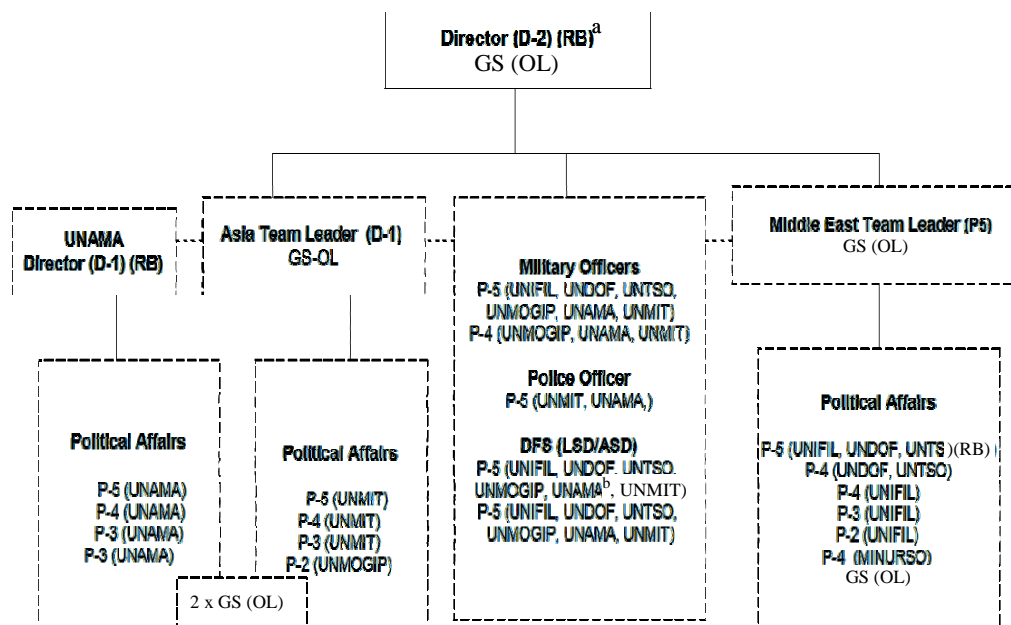 Director (D-2) (RB)a
GS (OL)
UNAMA
Director (D-1) (RB)
Asia Team Leader (D-1)
GS-OL
Military Officers
P-5 (UNIFIL, UNDOF, UNTSO,
UNMOGIP, UNAMA, UNMIT)
P-4 (UNMOGIP, UNAMA, UNMIT)
Police Officer
P-5 (UNMIT, UNAMA,)
DFS (LSD/ASD)
P-5 (UNIFIL, UNDOF, UNTSO,
UNMOGIP, UNAMAb, UNMIT)
P-5 (UNIFIL, UNDOF, UNTSO,
UNMOGIP, UNAMA, UNMIT)
Middle East Team Leader (P5)
GS (OL)
Political Affairs
P-5 (UNAMA)
P-4 (UNAMA)
P-3 (UNAMA)
P-3 (UNAMA)
Political Affairs
P-5 (UNMIT)
P-4 (UNMIT)
P-3 (UNMIT)
P-2 (UNMOGIP)
2 x GS (OL)
Political Affairs
P-5 (UNIFIL, UNDOF, UNTS)(RB) )
P-4 (UNDOF, UNTSO)
P-4 (UNIFIL)
P-3 (UNIFIL)
P-2 (UNIFIL)
P-4 (MINURSO)
GS (OL)